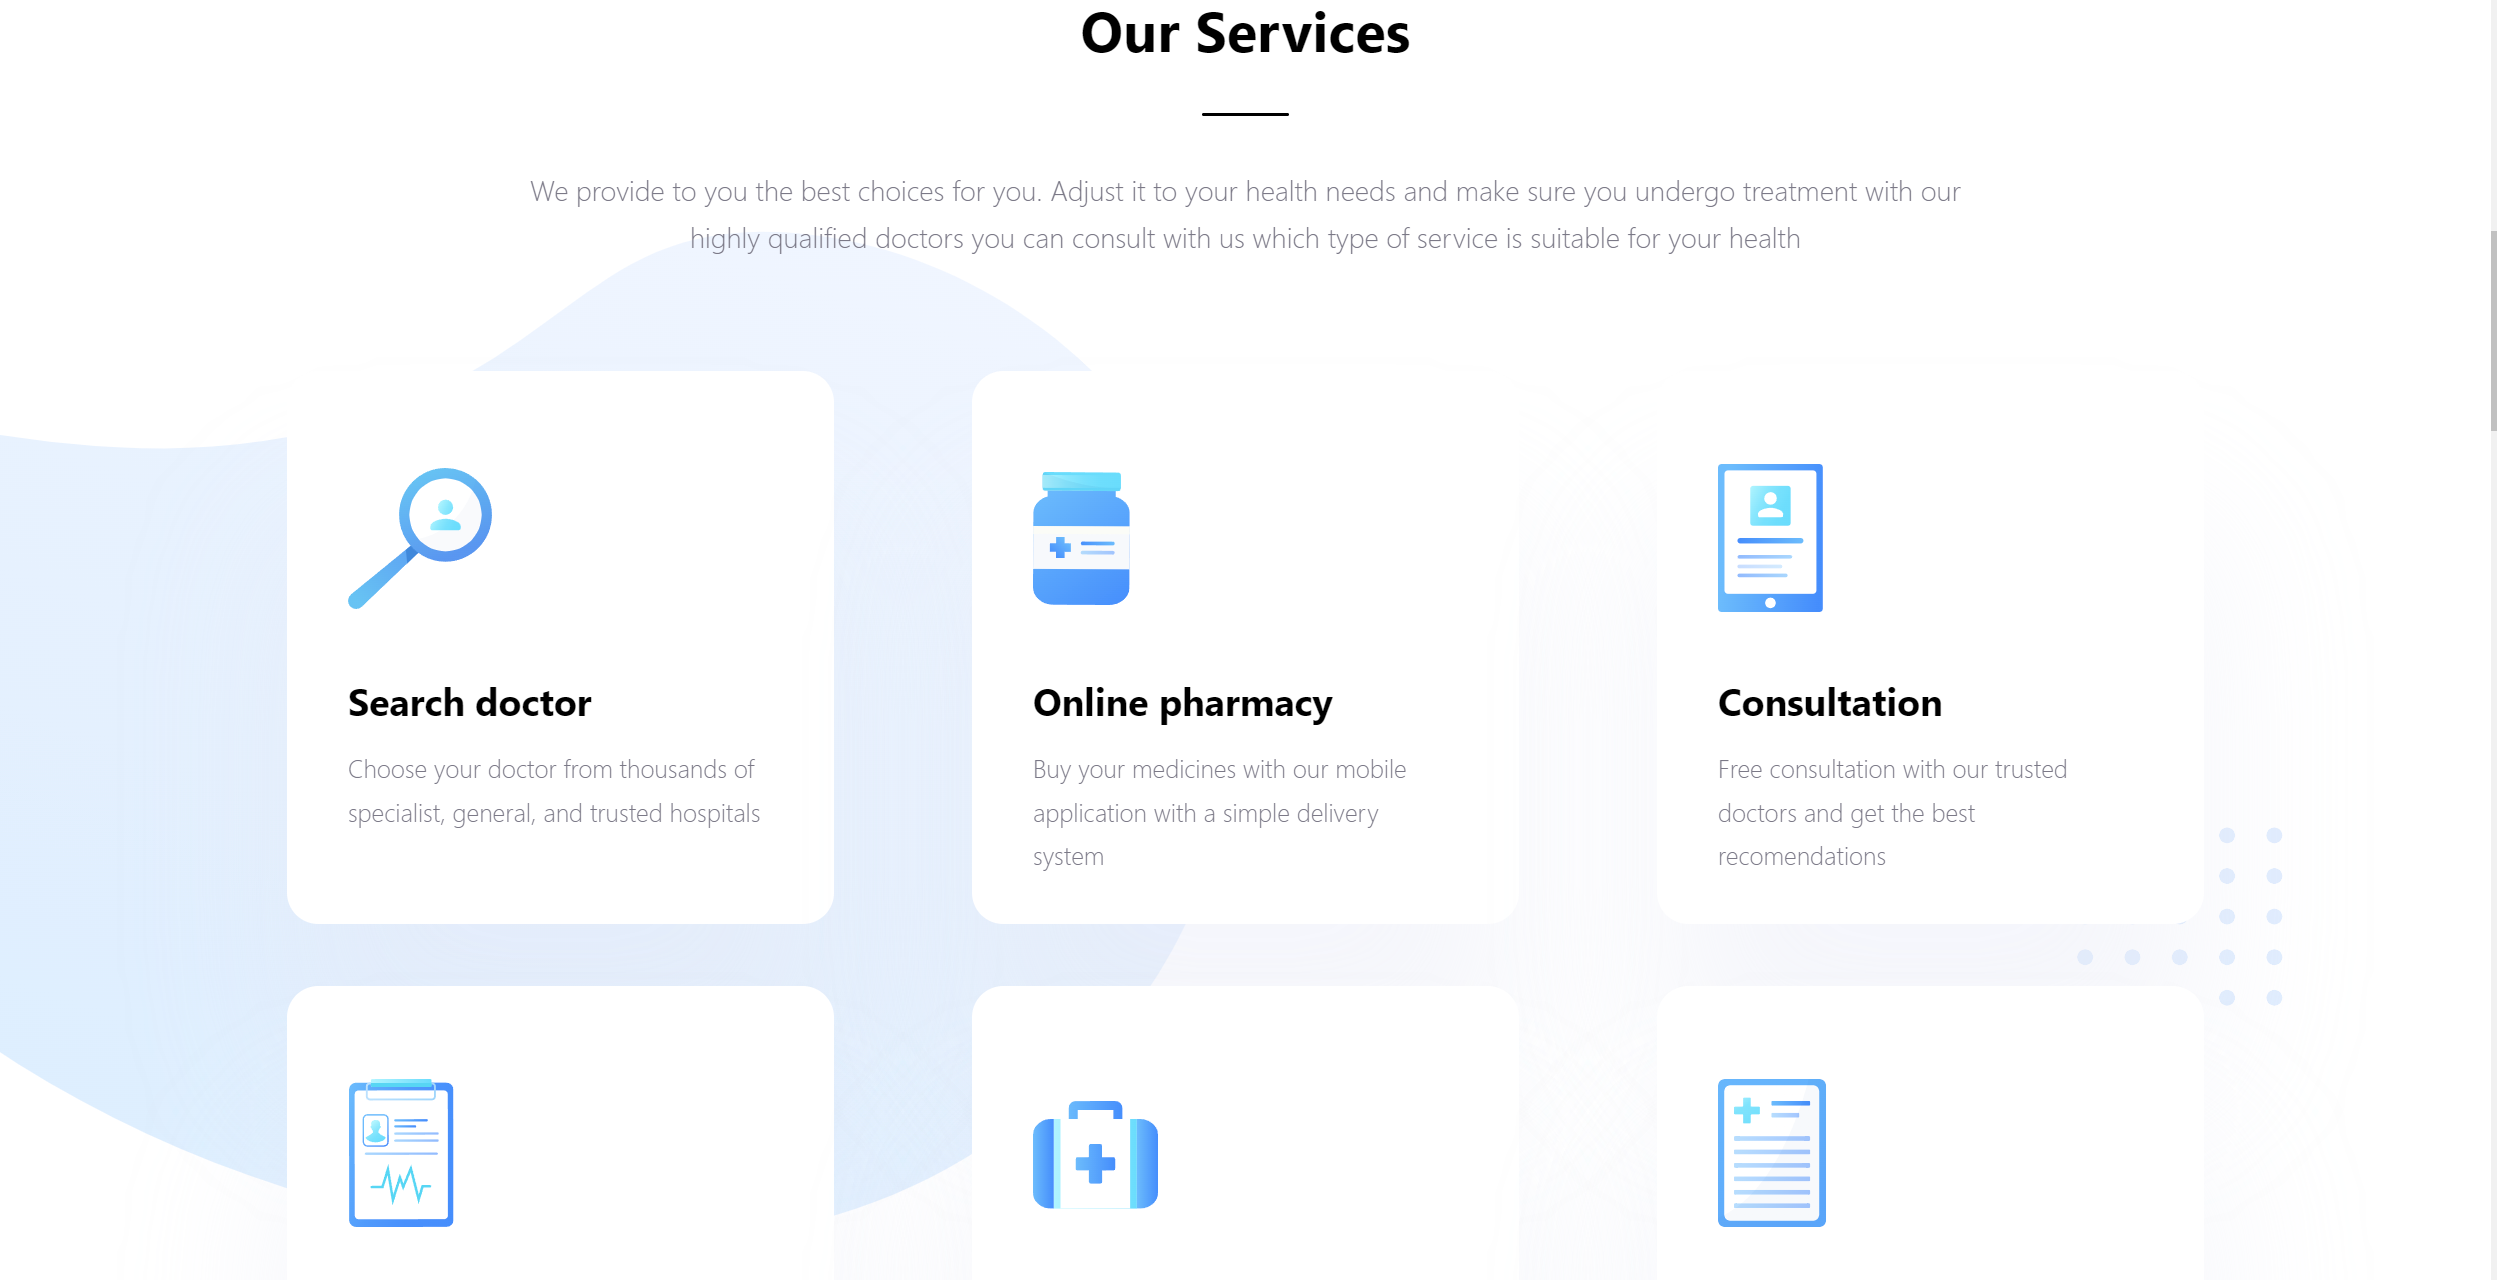 Our Services
We provide to you the best choices for you. Adjust it to your health needs and make sure you undergo treatment with our
highly qualified doctors you can consult with us which type of service is suitable for your health
Search doctor
Choose your doctor from thousands of
specialist, general, and trusted hospitals
Online pharmacy
Buy your medicines with our mobile
application with a simple delivery
system
Consultation
Free consultation with our trusted
doctors and get the best
recomendations